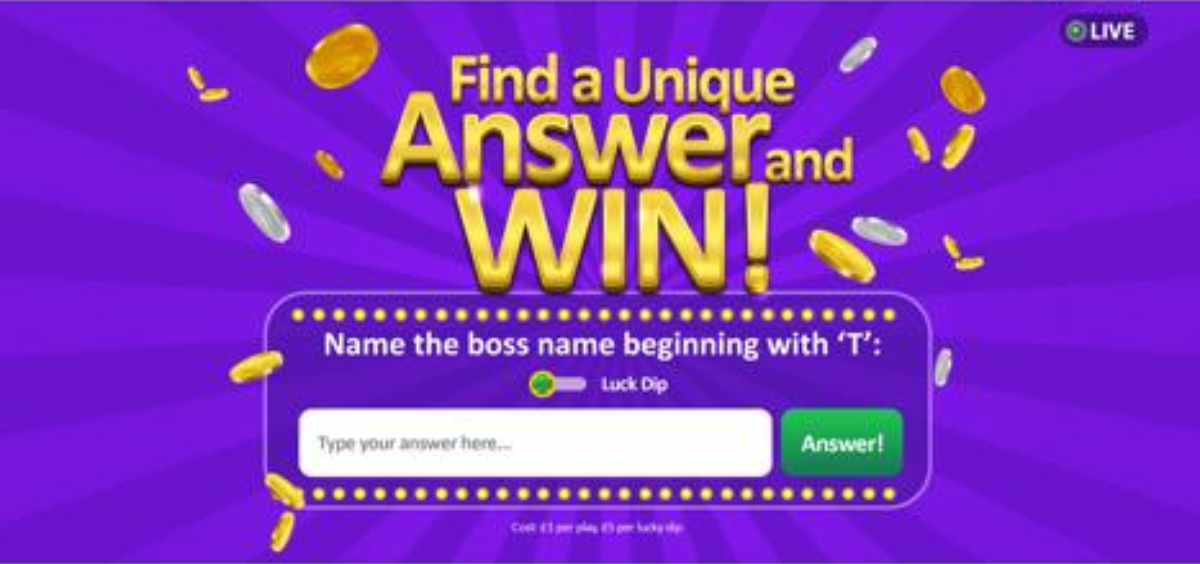 LIVE
Find a Unique
Answer and
WIN!
Name the boss name beginning with ‘T’:
Luck Dip
Type your answer here...
Answer!
Cost: £1 per play, £5 per lucky dip.